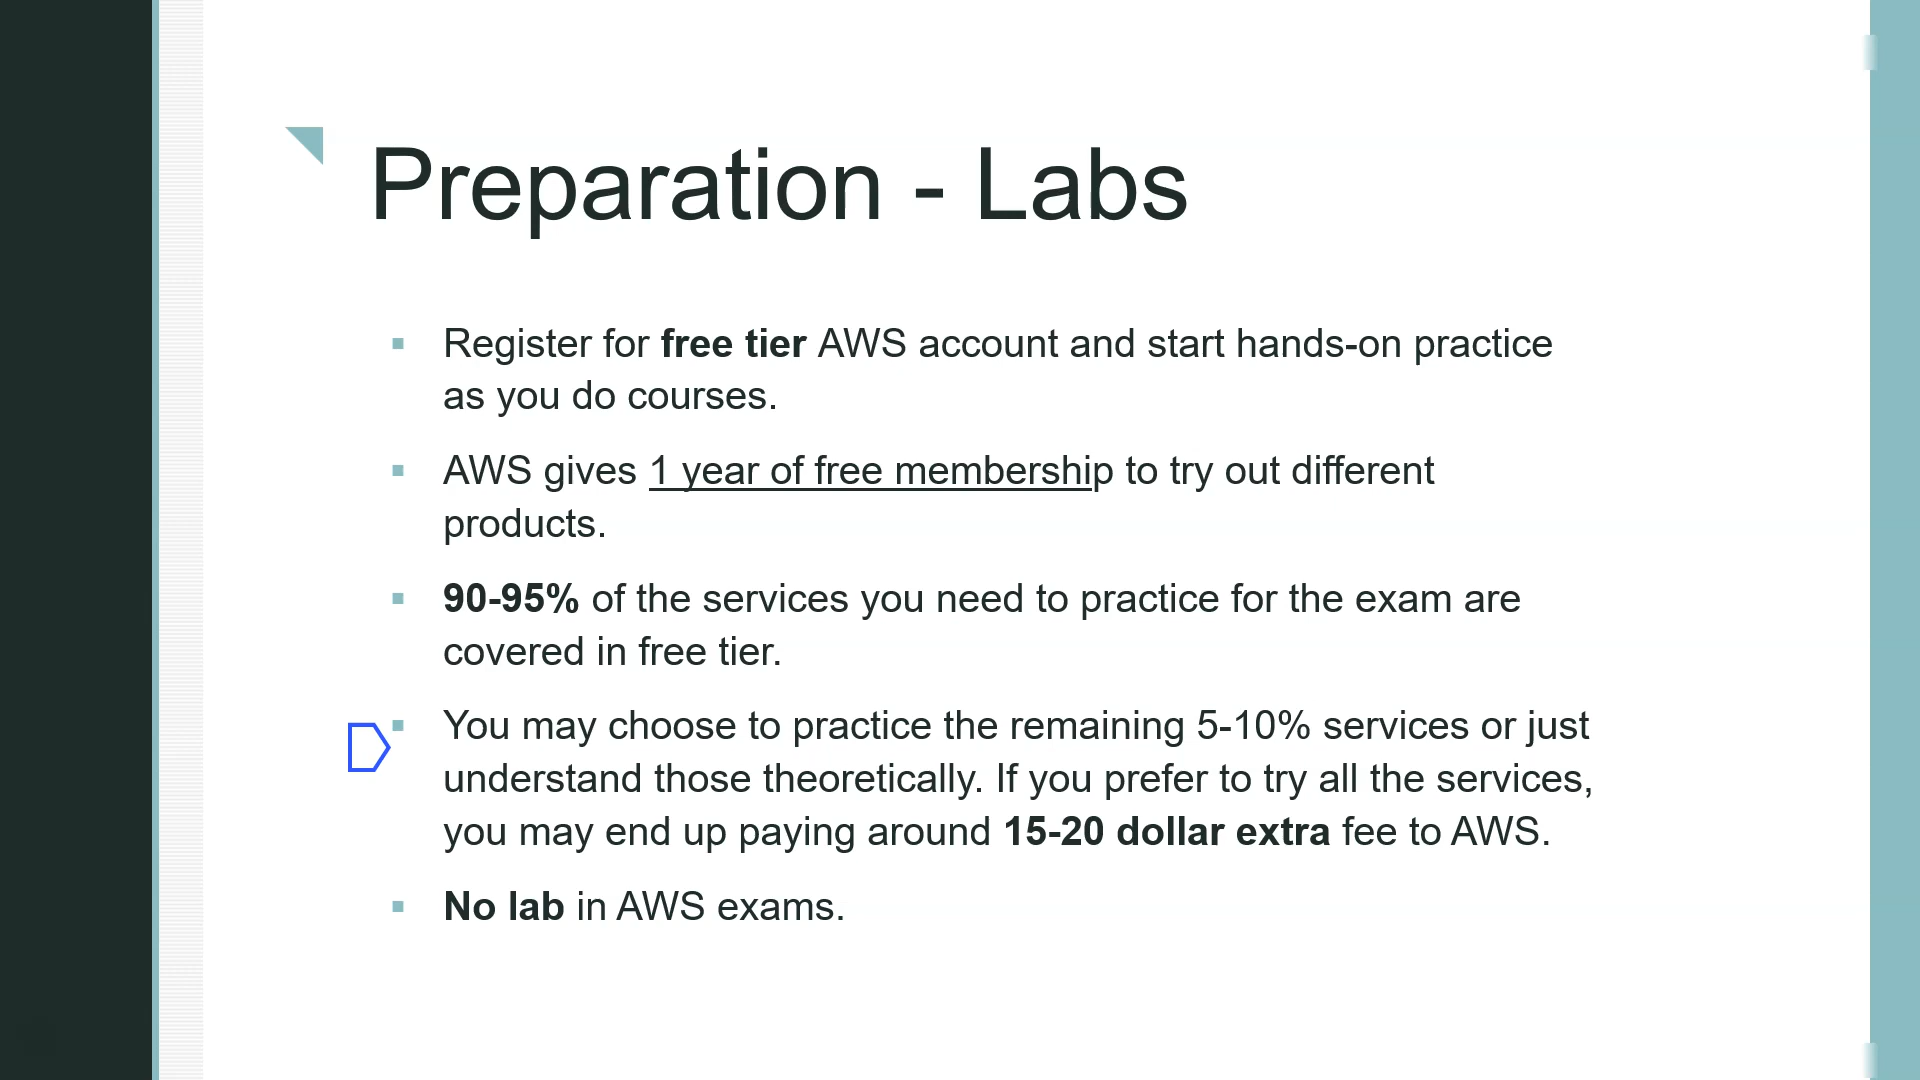 Preparation - Labs
Register for free tier AWS account and start hands-on practice
as you do courses.
AWS gives 1 year of free membership to try out different
products.
90-95% of the services you need to practice for the exam are
covered in free tier.
You may choose to practice the remaining 5-10% services or just
understand those theoretically. If you prefer to try all the services,
you may end up paying around 15-20 dollar extra fee to AWS.
No lab in AWS exams.